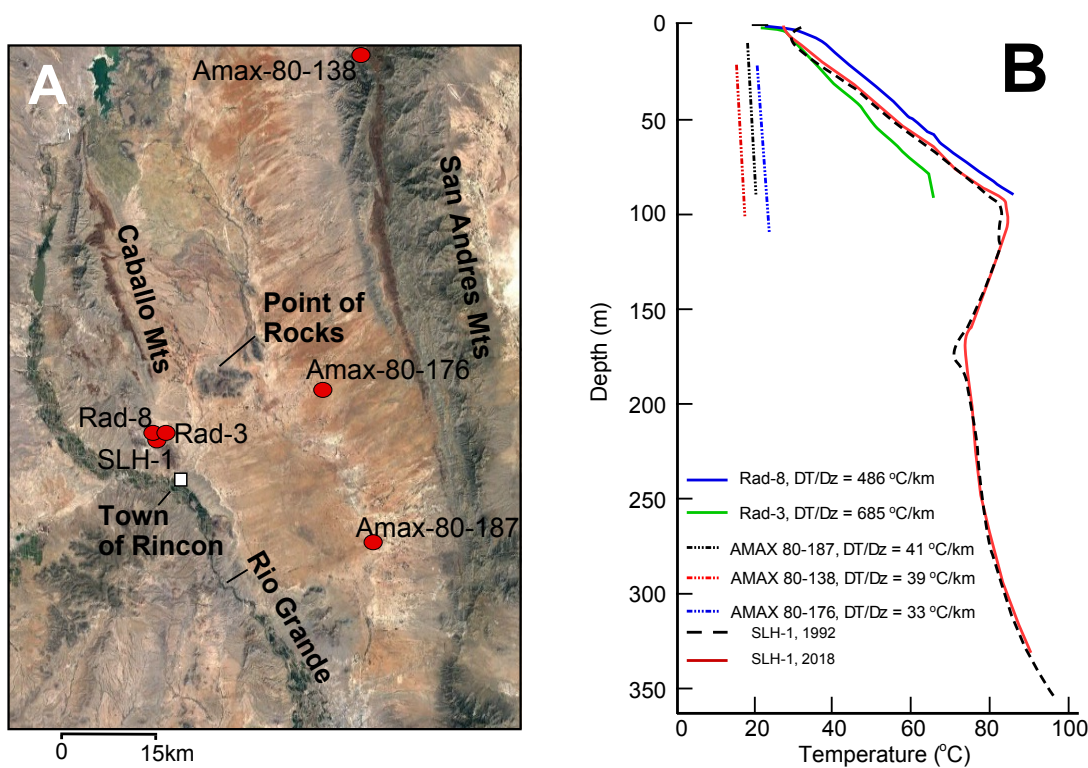 A
Amax-80-138
San Andres Mts
Caballo Mts
Point of
Rocks
Amax-80-176
Rad-8
Rad-3
SLH-1
Town
of Rincon
Amax-80-187
Rio Grande
0
15km
B
0
50
100
150
200
250
300
350
Depth (m)
Rad-8, DT/Dz = 486 °C/km
Rad-3, DT/Dz = 685 °C/km
AMAX 80-187, DT/Dz = 41 °C/km
AMAX 80-138, DT/Dz = 39 °C/km
AMAX 80-176, DT/Dz = 33 °C/km
SLH-1, 1992
SLH-1, 2018
0
20
40
60
80
100
Temperature (°C)